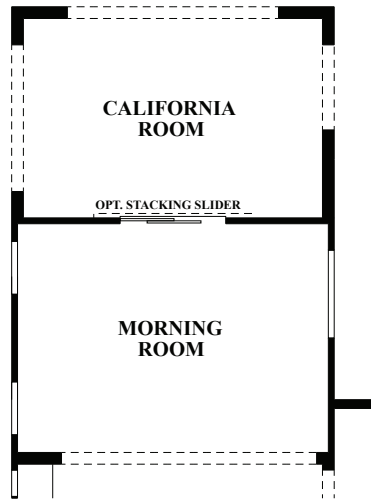 CALIFORNIA
ROOM
OPT. STACKING SLIDER
MORNING
ROOM